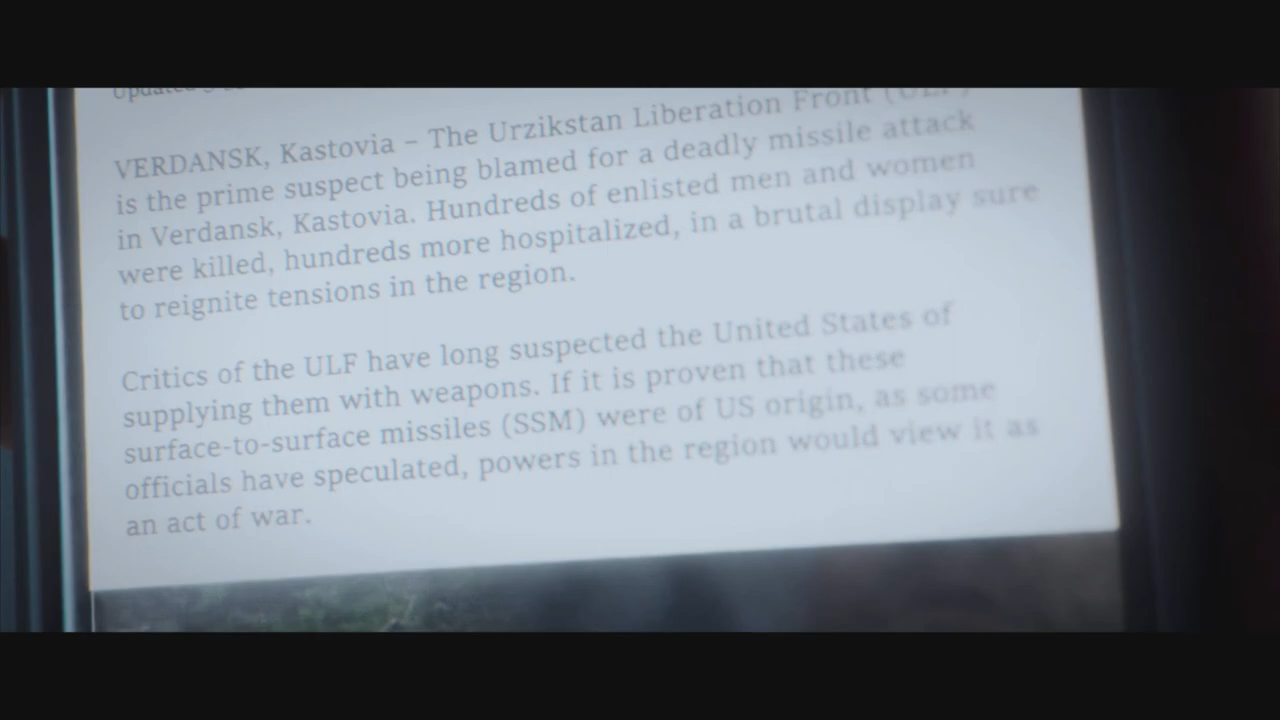 VERDANSK, Kastovia – The Urzikstan Liberation Front (ULF)
is the prime suspect being blamed for a deadly missile attack
in Verdansk, Kastovia. Hundreds of enlisted men and women
were killed, hundreds more hospitalized, in a brutal display sure
to reignite tensions in the region.
Critics of the ULF have long suspected the United States of
supplying them with weapons. If it is proven that these
surface-to-surface missiles (SSM) were of US origin, as some
officials have speculated, powers in the region would view it as
an act of war.